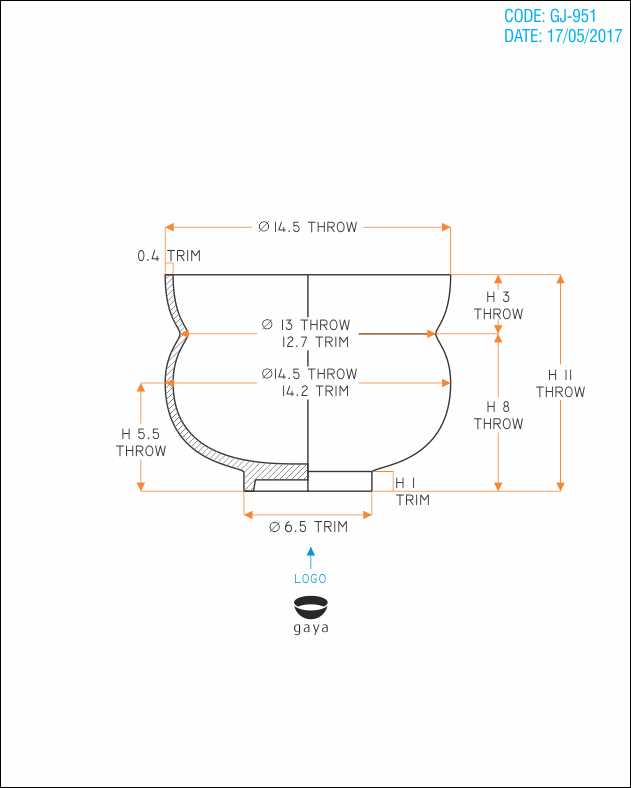 CODE: GJ-951
DATE: 17/05/2017
Ø 14.5 THROW
0.4 TRIM
H 3
THROW
Ø 13 THROW
12.7 TRIM
Ø14.5 THROW
14.2 TRIM
H 11
THROW
H 8
THROW
H 5.5
THROW
H 1
TRIM
Ø 6.5 TRIM
LOGO
gaya